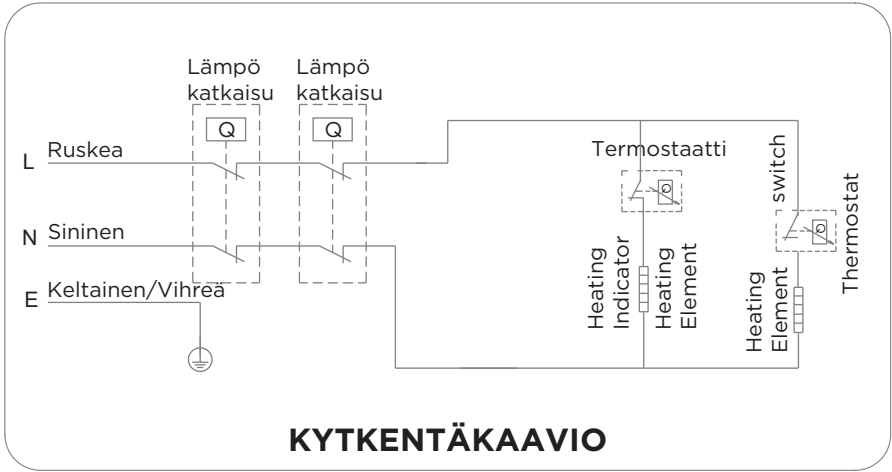 Lämpö
katkaisu
Lämpö
katkaisu
Q
Q
L Ruskea
N Sininen
E Keltainen/Vihreä
Termostaatti
switch
Thermostat
Heating
Indicator
Heating
Element
Heating
Element
KYTKENTÄKAAVIO